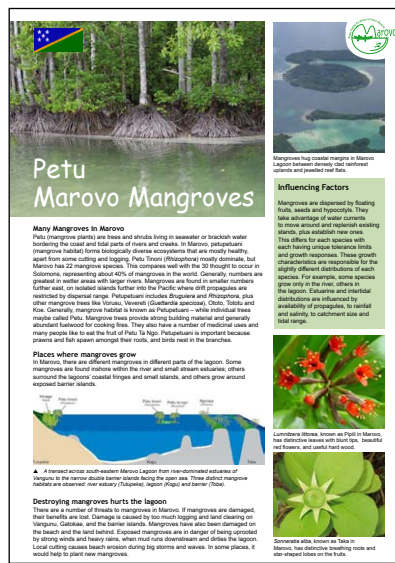 Marovo
Petu
Marovo Mangroves
Many Mangroves in Marovo
Petu (mangrove plants) are trees and shrubs living in seawater or brackish water
bordering the coast and tidal parts of rivers and creeks. In Marovo, petupetuani
(mangrove habitat) forms biologically diverse ecosystems that are mostly healthy,
apart from some cutting and logging. Petu Tinoni (Rhizophora) mostly dominate, but
Marovo has 22 mangrove species. This compares well with the 30 thought to occur in
Solomons, representing about 40% of mangroves in the world. Generally, numbers are
greatest in wetter areas with larger rivers. Mangroves are found in smaller numbers
further east, on isolated islands further into the Pacific where drift propagules are
restricted by dispersal range. Petupetuani includes Bruguiera and Rhizophora, plus
other mangrove trees like Vorusu, Vevereti (Guettardia speciosa), Ototo, Totolu and
Koe. Generally, mangrove habitat is known as Petupetuani – while individual trees
maybe called Petu. Mangrove trees provide strong building material and generally
abundant fuelwood for cooking fires. They also have a number of medicinal uses and
many people like to eat the fruit of Petu Ta Ngo. Petupetuani is important because
prawns and fish spawn amongst their roots, and birds nest in the branches.
Places where mangroves grow
In Marovo, there are different mangroves in different parts of the lagoon. Some
mangroves are found inshore within the river and small stream estuaries; others
surround the lagoons' coastal fringes and small islands, and others grow around
exposed barrier islands.
▲ A transect across south-eastern Marovo Lagoon from river-dominated estuaries of
Vangunu to the narrow double barrier islands facing the open sea. Three distinct mangrove
habitats are observed: river estuary (Tutupaka), lagoon (Kogu) and barrier (Toba).
Destroying mangroves hurts the lagoon
There are a number of threats to mangroves in Marovo. If mangroves are damaged,
their benefits are lost. Damage is caused by too much logging and land clearing on
Vangunu, Gatokae, and the barrier islands. Mangroves have also been damaged on
the beach and the land behind. Exposed mangroves are in danger of being uprooted
by strong winds and heavy rains, when mud runs downstream and dirties the lagoon.
Local cutting causes beach erosion during big storms and waves. In some places, it
would help to plant new mangroves.
Mangroves hug coastal margins in Marovo
Lagoon between densely clad rainforest
uplands and jewelled reef flats.
Influencing Factors
Mangroves are dispersed by floating
fruits, seeds and hypocotyls. They
take advantage of water currents
to move around and replenish existing
stands, plus establish new ones.
This differs for each species with
each having unique tolerance limits
and growth responses. These growth
characteristics are responsible for the
slightly different distributions of each
species. For example, some species
grow only in the river, others in
the lagoon. Estuarine and intertidal
distributions are influenced by
availability of propagules, to rainfall
and salinity, to catchment size and
tidal range.
Lumnitzera littorea, known as Pipili in Marovo,
has distinctive leaves with blunt tips, beautiful
red flowers, and useful hard wood.
Sonneratia alba, known as Taka in
Marovo, has distinctive breathing roots and
star-shaped lobes on the fruits.